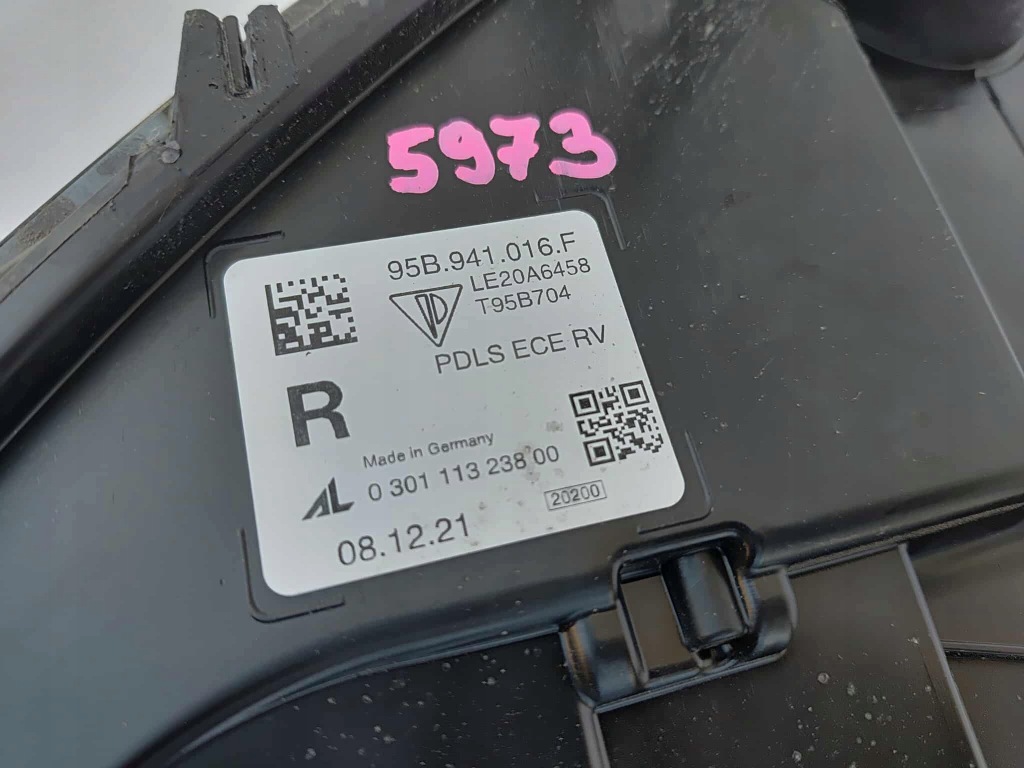 5973
95B.941.016.F
LE20A6458
T95B704
PDLS ECE RV
R
Made in Germany
AL 0 301 113 238 00
20200
08.12.21